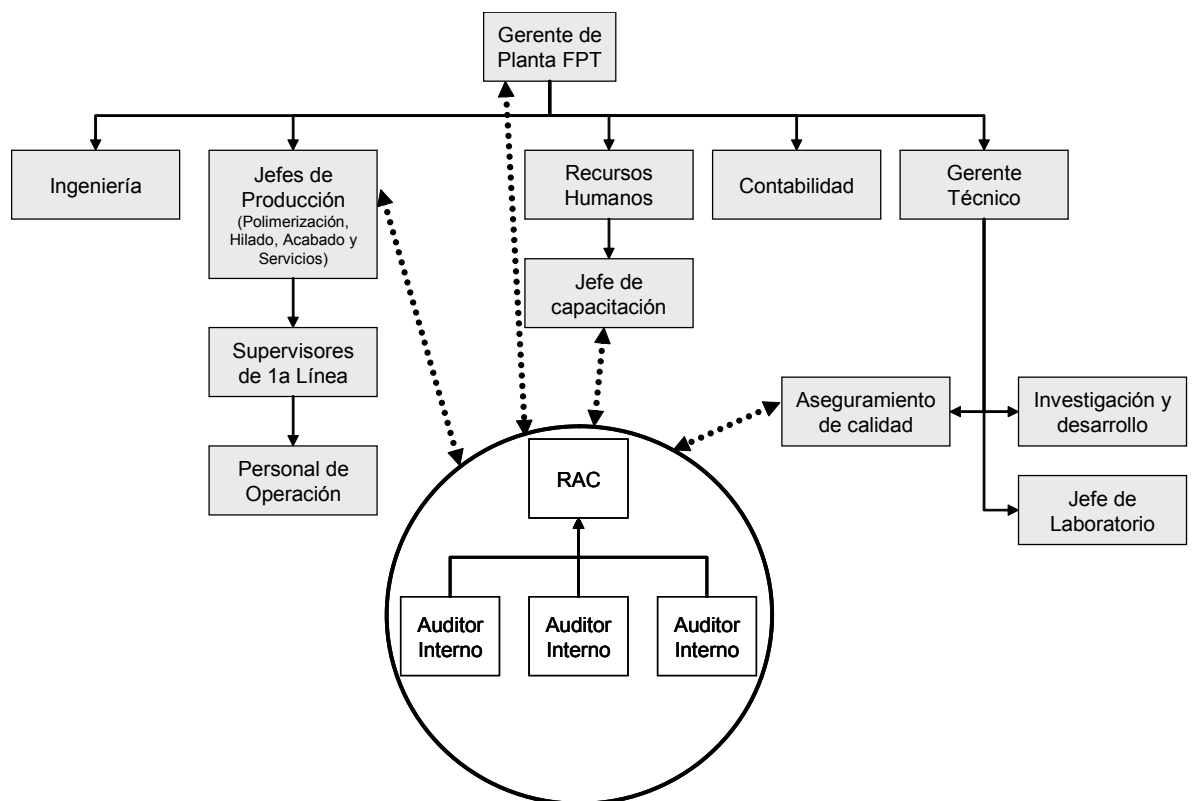 Gerente de
Planta FPT
Ingeniería
Jefes de
Producción
(Polimerización,
Hilado, Acabado y
Servicios)
Recursos
Humanos
Contabilidad
Gerente
Técnico
Jefe de
capacitación
Supervisores
de 1a Línea
Aseguramiento
de calidad
Investigación y
desarrollo
Personal de
Operación
RAC
Jefe de
Laboratorio
Auditor
Interno
Auditor
Interno
Auditor
Interno